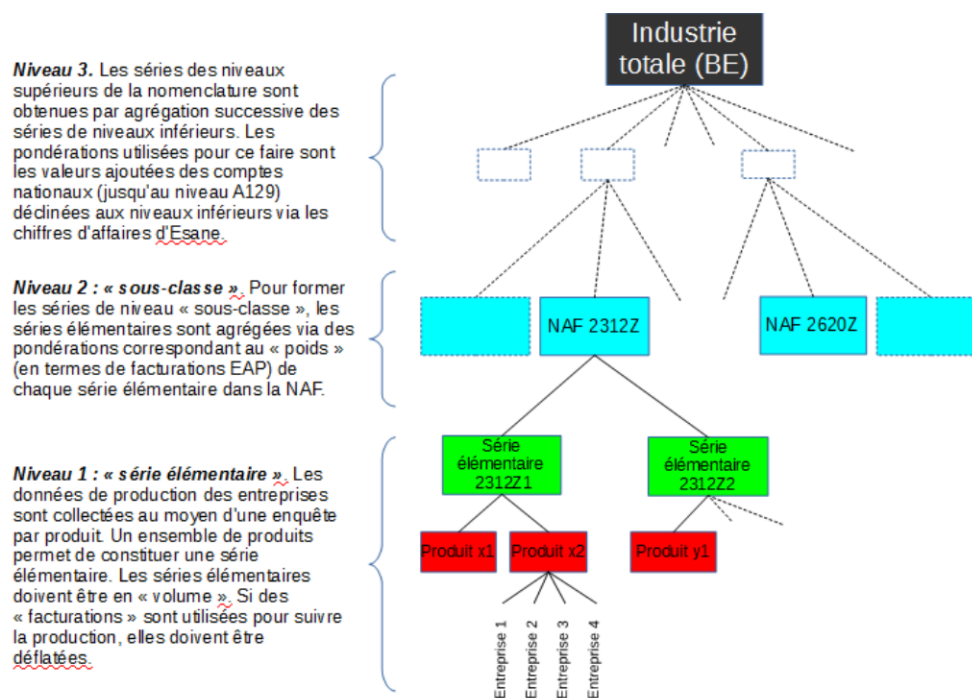 Industrie
totale (BE)
Niveau 3. Les séries des niveaux
supérieurs de la nomenclature sont
obtenues par agrégation successive des
séries de niveaux inférieurs. Les
pondérations utilisées pour ce faire sont
les valeurs ajoutées des comptes
nationaux (jusqu'au niveau A129)
déclinées aux niveaux inférieurs via les
chiffres d'affaires d'Esane.
Niveau 2 : « sous-classe ». Pour former
les séries de niveau « sous-classe », les
séries élémentaires sont agrégées via des
pondérations correspondant au « poids »
(en termes de facturations EAP) de
chaque série élémentaire dans la NAF.
NAF 2312Z
NAF 2620Z
Niveau 1 : « série élémentaire ». Les
données de production des entreprises
sont collectées au moyen d'une enquête
par produit. Un ensemble de produits
permet de constituer une série
élémentaire. Les séries élémentaires
doivent être en « volume ». Si des
« facturations » sont utilisées pour suivre
la production, elles doivent être
déflatées.
Série
élémentaire
2312Z1
Série
élémentaire
2312Z2
Produit x1
Produit x2
Produit y1
Entreprise 1
Entreprise 2
Entreprise 3
Entreprise 4